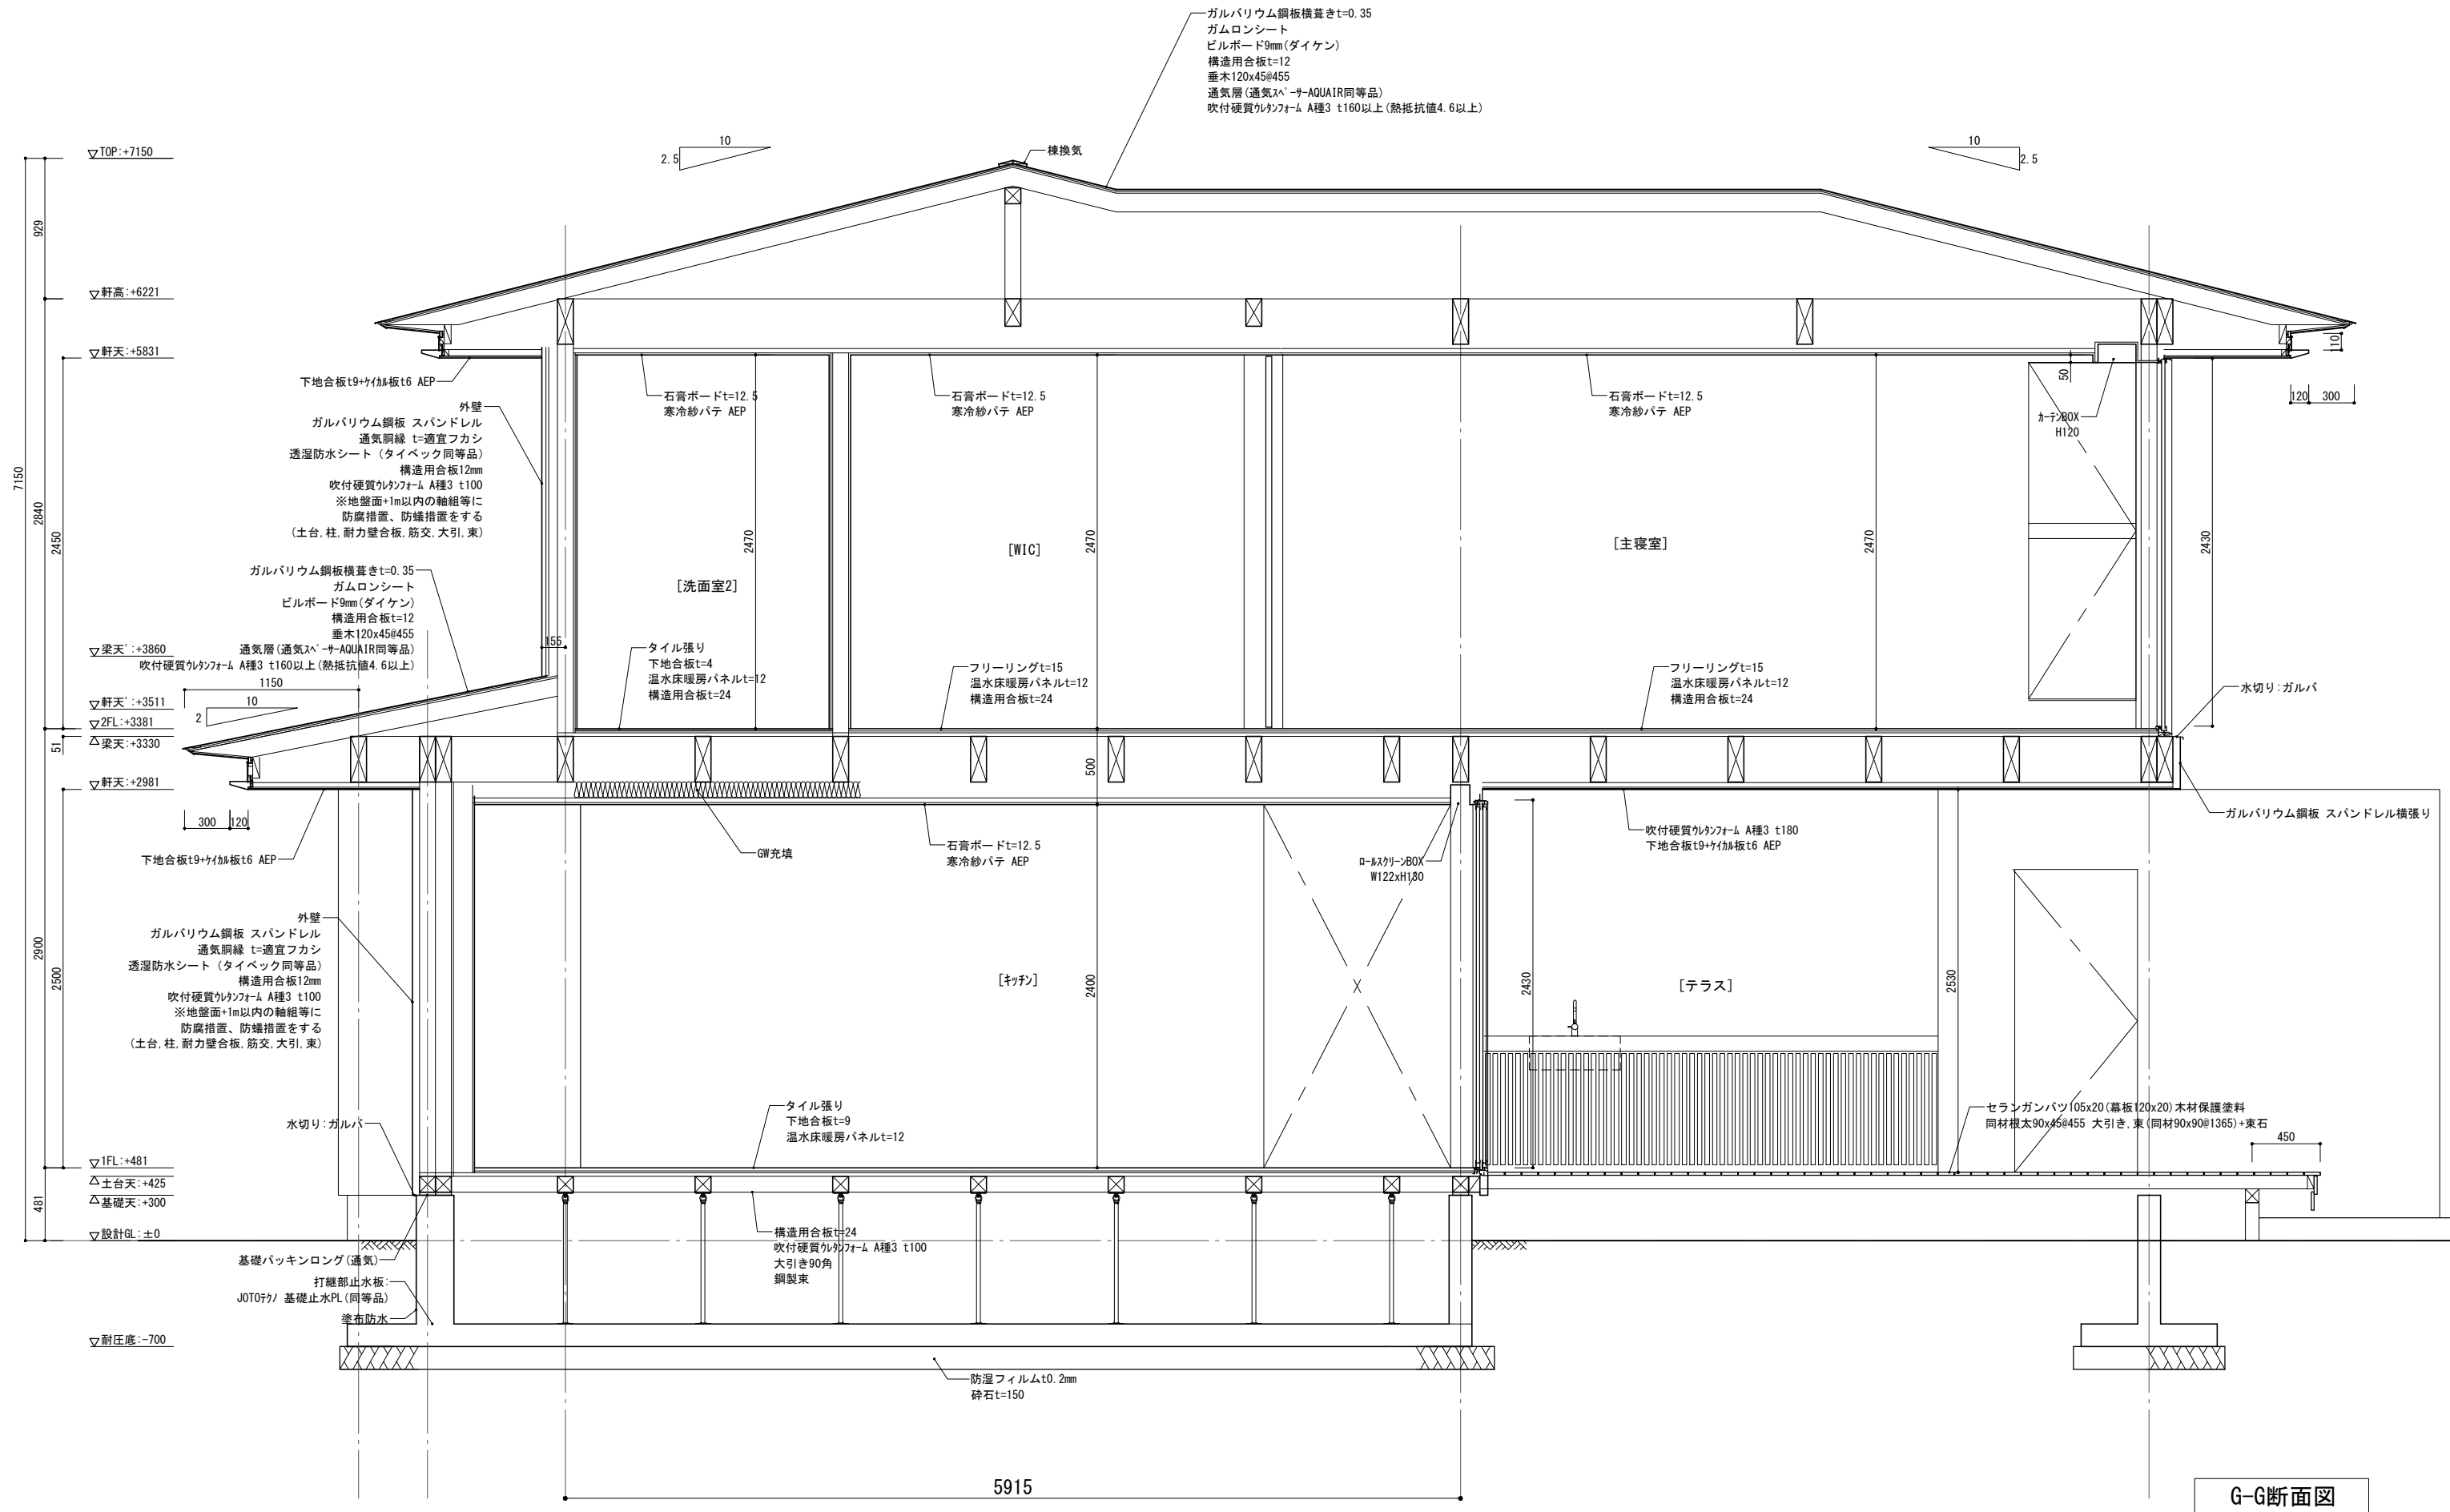 ガルバリウム鋼板横葺きt=0.35
ガムロンシート
ビルボード9mm(ダイケン)
構造用合板t=12
垂木120x45@455
通気層(通気ｽﾍﾟｰｻｰAQUAIR同等品)
吹付硬質ｳﾚﾀﾝﾌｫｰﾑ A種3 t160以上(熱抵抗値4.6以上)
▽TOP:+7150
10
2.5
棟換気
10
2.5
929
▽軒高:+6221
▽軒天:+5831
110
50
120
300
下地合板t9+ｹｲｶﾙ板t6 AEP
石膏ボードt=12.5
寒冷紗パテ AEP
石膏ボードt=12.5
寒冷紗パテ AEP
石膏ボードt=12.5
寒冷紗パテ AEP
ｶｰﾃﾝBOX
H120
外壁
ガルバリウム鋼板 スパンドレル
通気胴縁 t=適宜フカシ
透湿防水シート（タイベック同等品)
構造用合板12mm
吹付硬質ｳﾚﾀﾝﾌｫｰﾑ A種3 t100
※地盤面+1m以内の軸組等に
防腐措置、防蟻措置をする
(土台,柱,耐力壁合板,筋交,大引,束)
7150
2840
2450
2470
2470
2470
2430
[洗面室2]
[WIC]
[主寝室]
ガルバリウム鋼板横葺きt=0.35
ガムロンシート
ビルボード9mm(ダイケン)
構造用合板t=12
垂木120x45@455
通気層(通気ｽﾍﾟｰｻｰAQUAIR同等品)
吹付硬質ｳﾚﾀﾝﾌｫｰﾑ A種3 t160以上(熱抵抗値4.6以上)
155
▽梁天':+3860
1150
10
2
▽軒天':+3511
▽2FL:+3381
△梁天:+3330
51
▽軒天:+2981
タイル張り
下地合板t=4
温水床暖房パネルt=12
構造用合板t=24
フリーリングt=15
温水床暖房パネルt=12
構造用合板t=24
フリーリングt=15
温水床暖房パネルt=12
構造用合板t=24
水切り:ガルバ
500
300
120
下地合板t9+ｹｲｶﾙ板t6 AEP
GW充填
石膏ボードt=12.5
寒冷紗パテ AEP
ﾛｰﾙｽｸﾘｰﾝBOX
W122xH130
吹付硬質ｳﾚﾀﾝﾌｫｰﾑ A種3 t180
下地合板t9+ｹｲｶﾙ板t6 AEP
ガルバリウム鋼板 スパンドレル横張り
外壁
ガルバリウム鋼板 スパンドレル
通気胴縁 t=適宜フカシ
透湿防水シート（タイベック同等品)
構造用合板12mm
吹付硬質ｳﾚﾀﾝﾌｫｰﾑ A種3 t100
※地盤面+1m以内の軸組等に
防腐措置、防蟻措置をする
(土台,柱,耐力壁合板,筋交,大引,束)
2900
2500
[ｷｯﾁﾝ]
2400
2430
[テラス]
2530
水切り:ガルバ
タイル張り
下地合板t=9
温水床暖房パネルt=12
セランガンバツ105x20(幕板120x20)木材保護塗料
同材根太90x45@455 大引き,束(同材90x90@1365)+束石
450
▽1FL:+481
△土台天:+425
△基礎天:+300
481
▽設計GL:±0
基礎パッキンロング(通気)
打継部止水板:
JOTOﾃｸﾉ 基礎止水PL(同等品)
塗布防水
構造用合板t=24
吹付硬質ｳﾚﾀﾝﾌｫｰﾑ A種3 t100
大引き90角
鋼製束
▽耐圧底:-700
防湿フィルムt0.2mm
砕石t=150
5915
G-G断面図